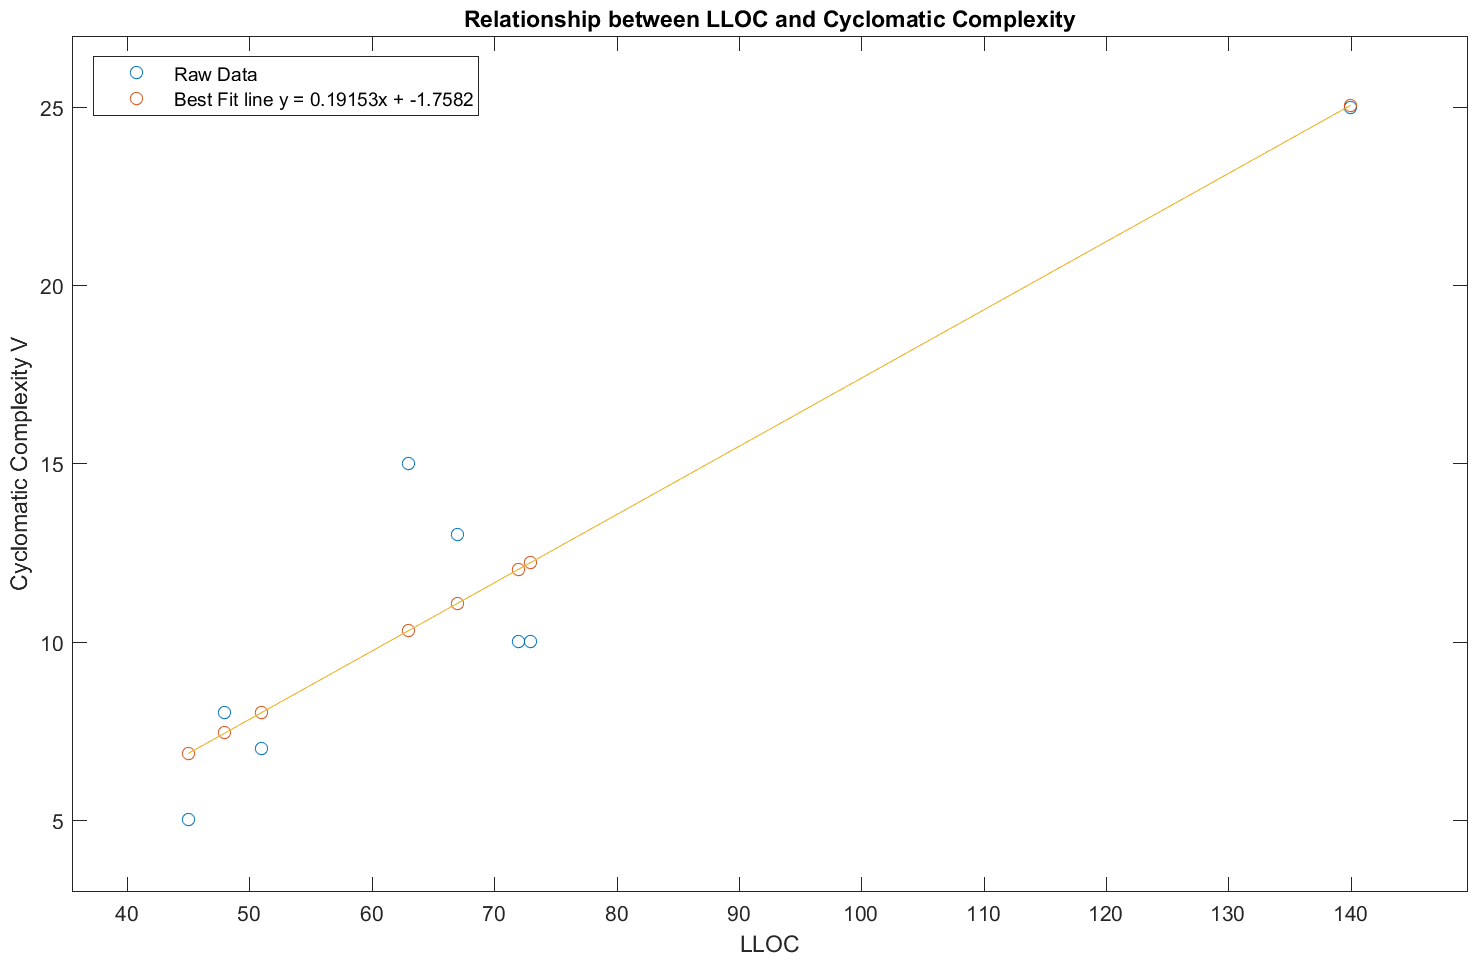 Relationship between LLOC and Cyclomatic Complexity
Raw Data
Best Fit line y = 0.19153x + -1.7582
25
20
15
10
5
Cyclomatic Complexity V
40 50 60 70 80 90 100 110 120 130 140
LLOC